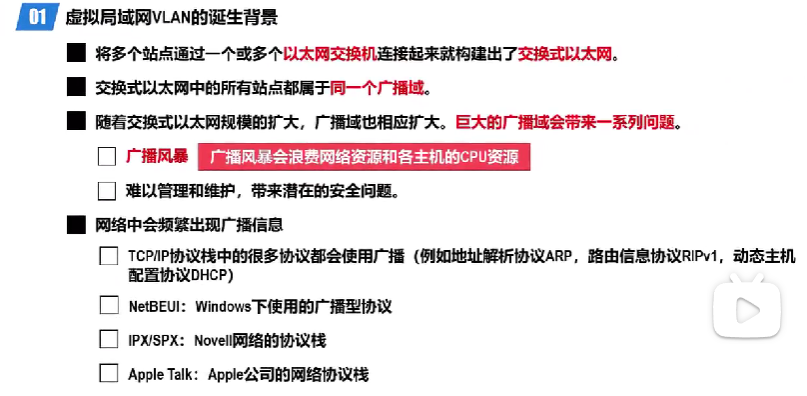 01 虚拟局域网VLAN的诞生背景
将多个站点通过一个或多个以太网交换机连接起来就构建出了交换式以太网。
交换式以太网中的所有站点都属于同一个广播域。
随着交换式以太网规模的扩大，广播域也相应扩大。巨大的广播域会带来一系列问题。
广播风暴 广播风暴会浪费网络资源和各主机的CPU资源
难以管理和维护，带来潜在的安全问题。
网络中会频繁出现广播信息
TCP/IP协议栈中的很多协议都会使用广播（例如地址解析协议ARP，路由信息协议RIPv1，动态主机
配置协议DHCP）
NetBEUI：Windows下使用的广播型协议
IPX/SPX：Novell网络的协议栈
Apple Talk：Apple公司的网络协议栈